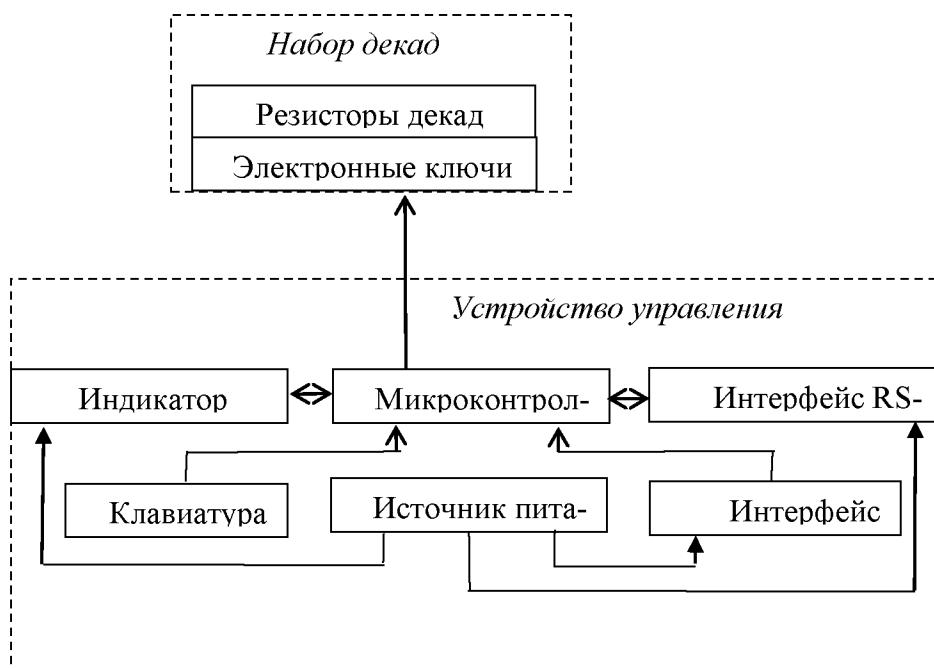 Набор декад
Резисторы декад
Электронные ключи
Устройство управления
Индикатор
Микроконтрол-
Интерфейс RS-
Клавиатура
Источник пита-
Интерфейс